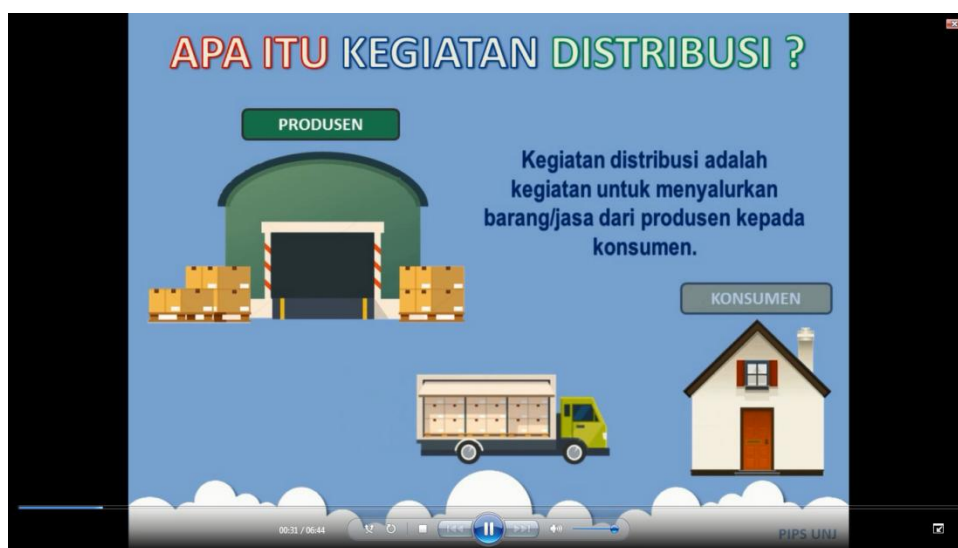 APA ITU KEGIATAN DISTRIBUSI ?
PRODUSEN
Kegiatan distribusi adalah
kegiatan untuk menyalurkan
barang/jasa dari produsen kepada
konsumen.
KONSUMEN
00:31 / 06:44
PIPS UNJ